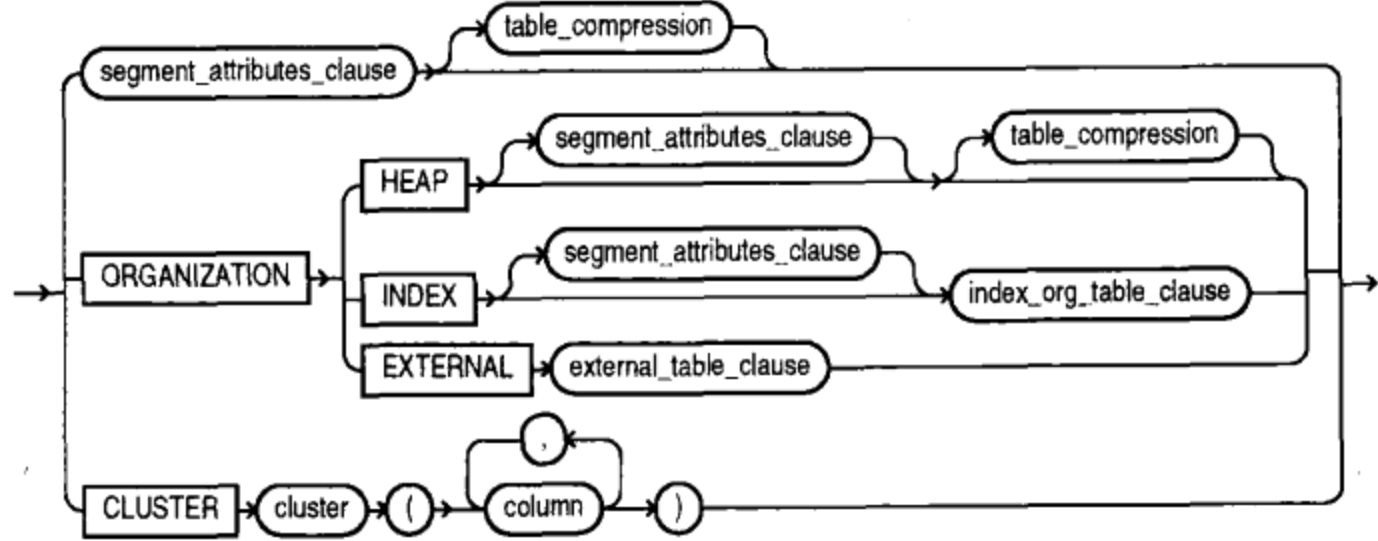 table_compression
segment_attributes_clause
segment_attributes_clause
table_compression
HEAP
segment_attributes_clause
ORGANIZATION
INDEX
index_org_table_clause
EXTERNAL
external_table_clause
,
CLUSTER cluster ( column )